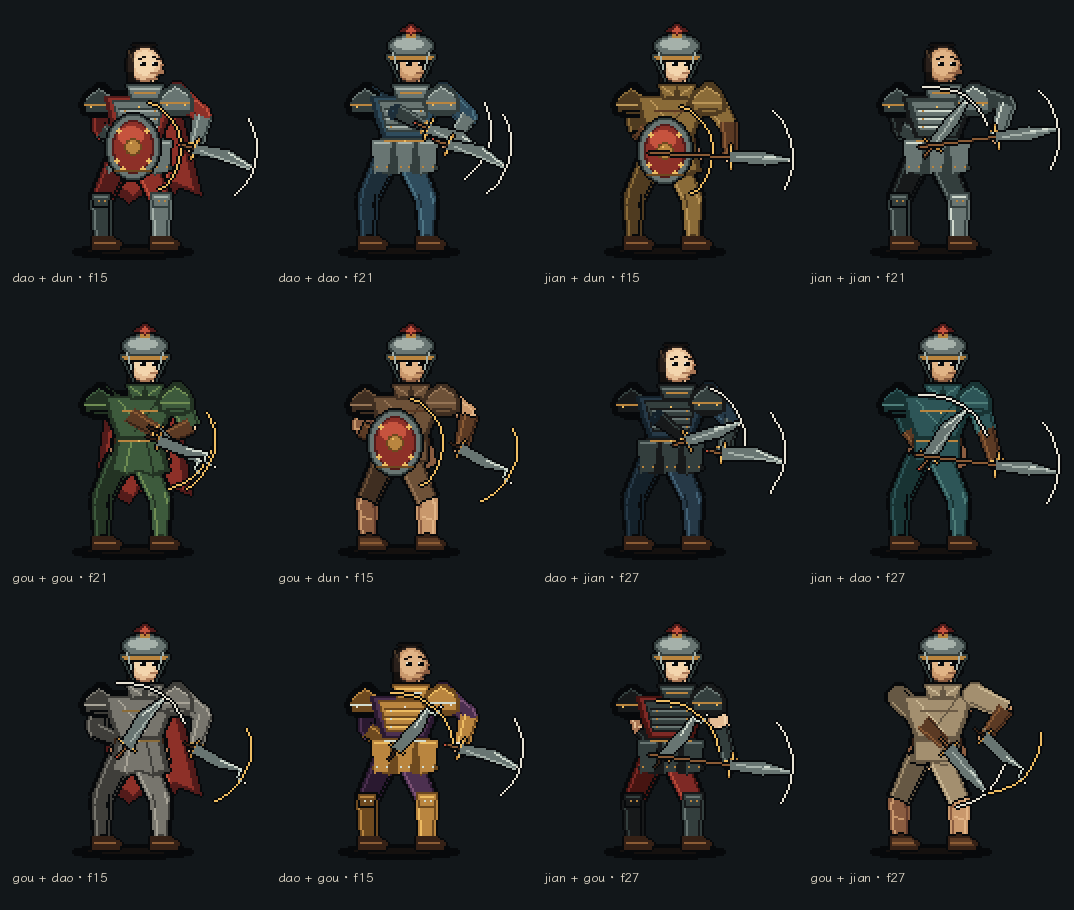 dao + dun · f15
dao + dao · f21
jian + dun · f15
jian + jian · f21
gou + gou · f21
gou + dun · f15
dao + jian · f27
jian + dao · f27
gou + dao · f15
dao + gou · f15
jian + gou · f27
gou + jian · f27